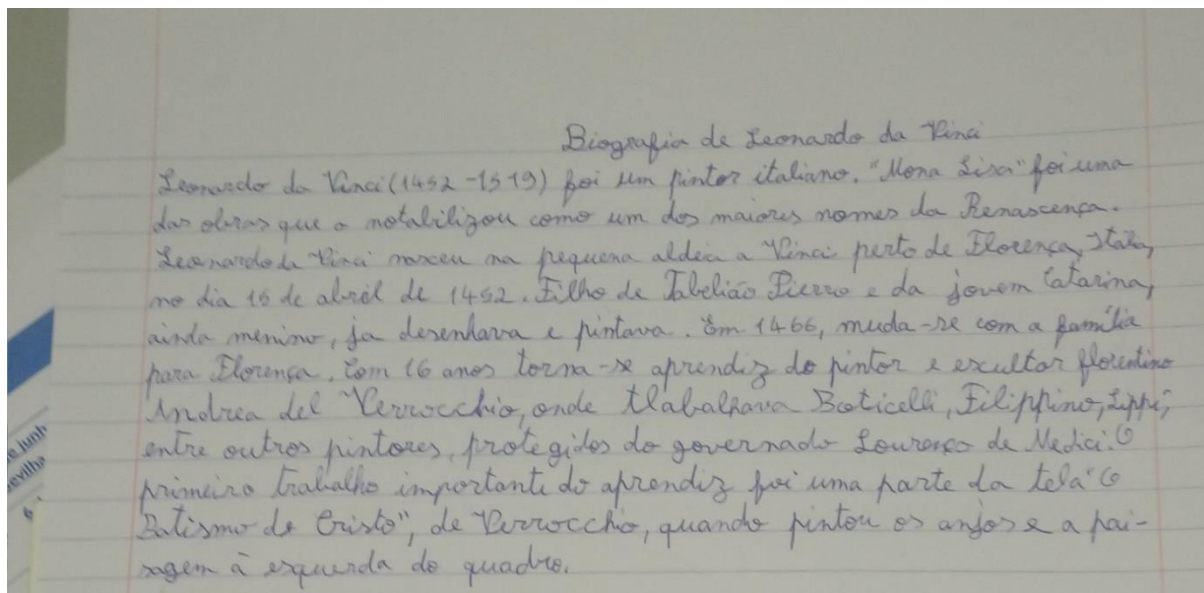 Biografia de Leonardo da Vinci
Leonardo da Vinci (1452 - 1519) foi um pintor italiano. "Mona Lisa" foi uma
das obras que o notabilizou como um dos maiores nomes da Renascença.
Leonardo da Vinci nasceu na pequena aldeia a Vinci perto de Florença, Itália,
no dia 15 de abril de 1452. Filho de Tabelião Pierro e da jovem Catarina,
ainda menino, ja desenhava e pintava. Em 1466, muda-se com a família
para Florença. Com 16 anos torna-se aprendiz do pintor e escultor florentino
Andrea del Verrocchio, onde tlabalhava Boticelli, Filippino, Lippi,
entre outros pintores, protegidos do governado Lourenço de Medici. O
primeiro trabalho importante do aprendiz foi uma parte da tela "O
Batismo de Cristo", de Verrocchio, quando pintou os anjos e a pai-
sagem à esquerda do quadro.